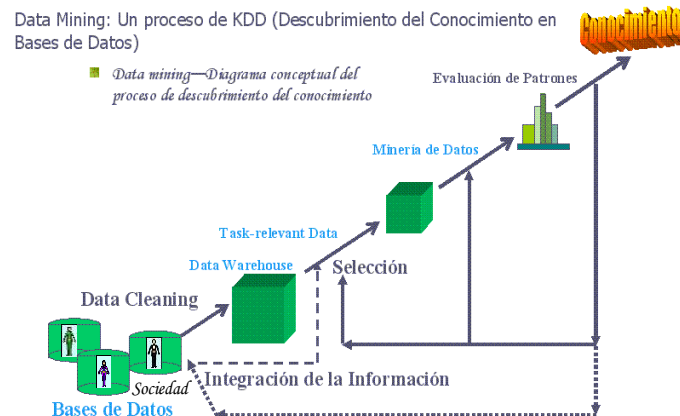 Data Mining: Un proceso de KDD (Descubrimiento del Conocimiento en
Bases de Datos)
Conocimiento
Data mining—Diagrama conceptual del
proceso de descubrimiento del conocimiento
Evaluación de Patrones
Minería de Datos
Task-relevant Data
Data Warehouse
Selección
Data Cleaning
Integración de la Información
Sociedad
Bases de Datos